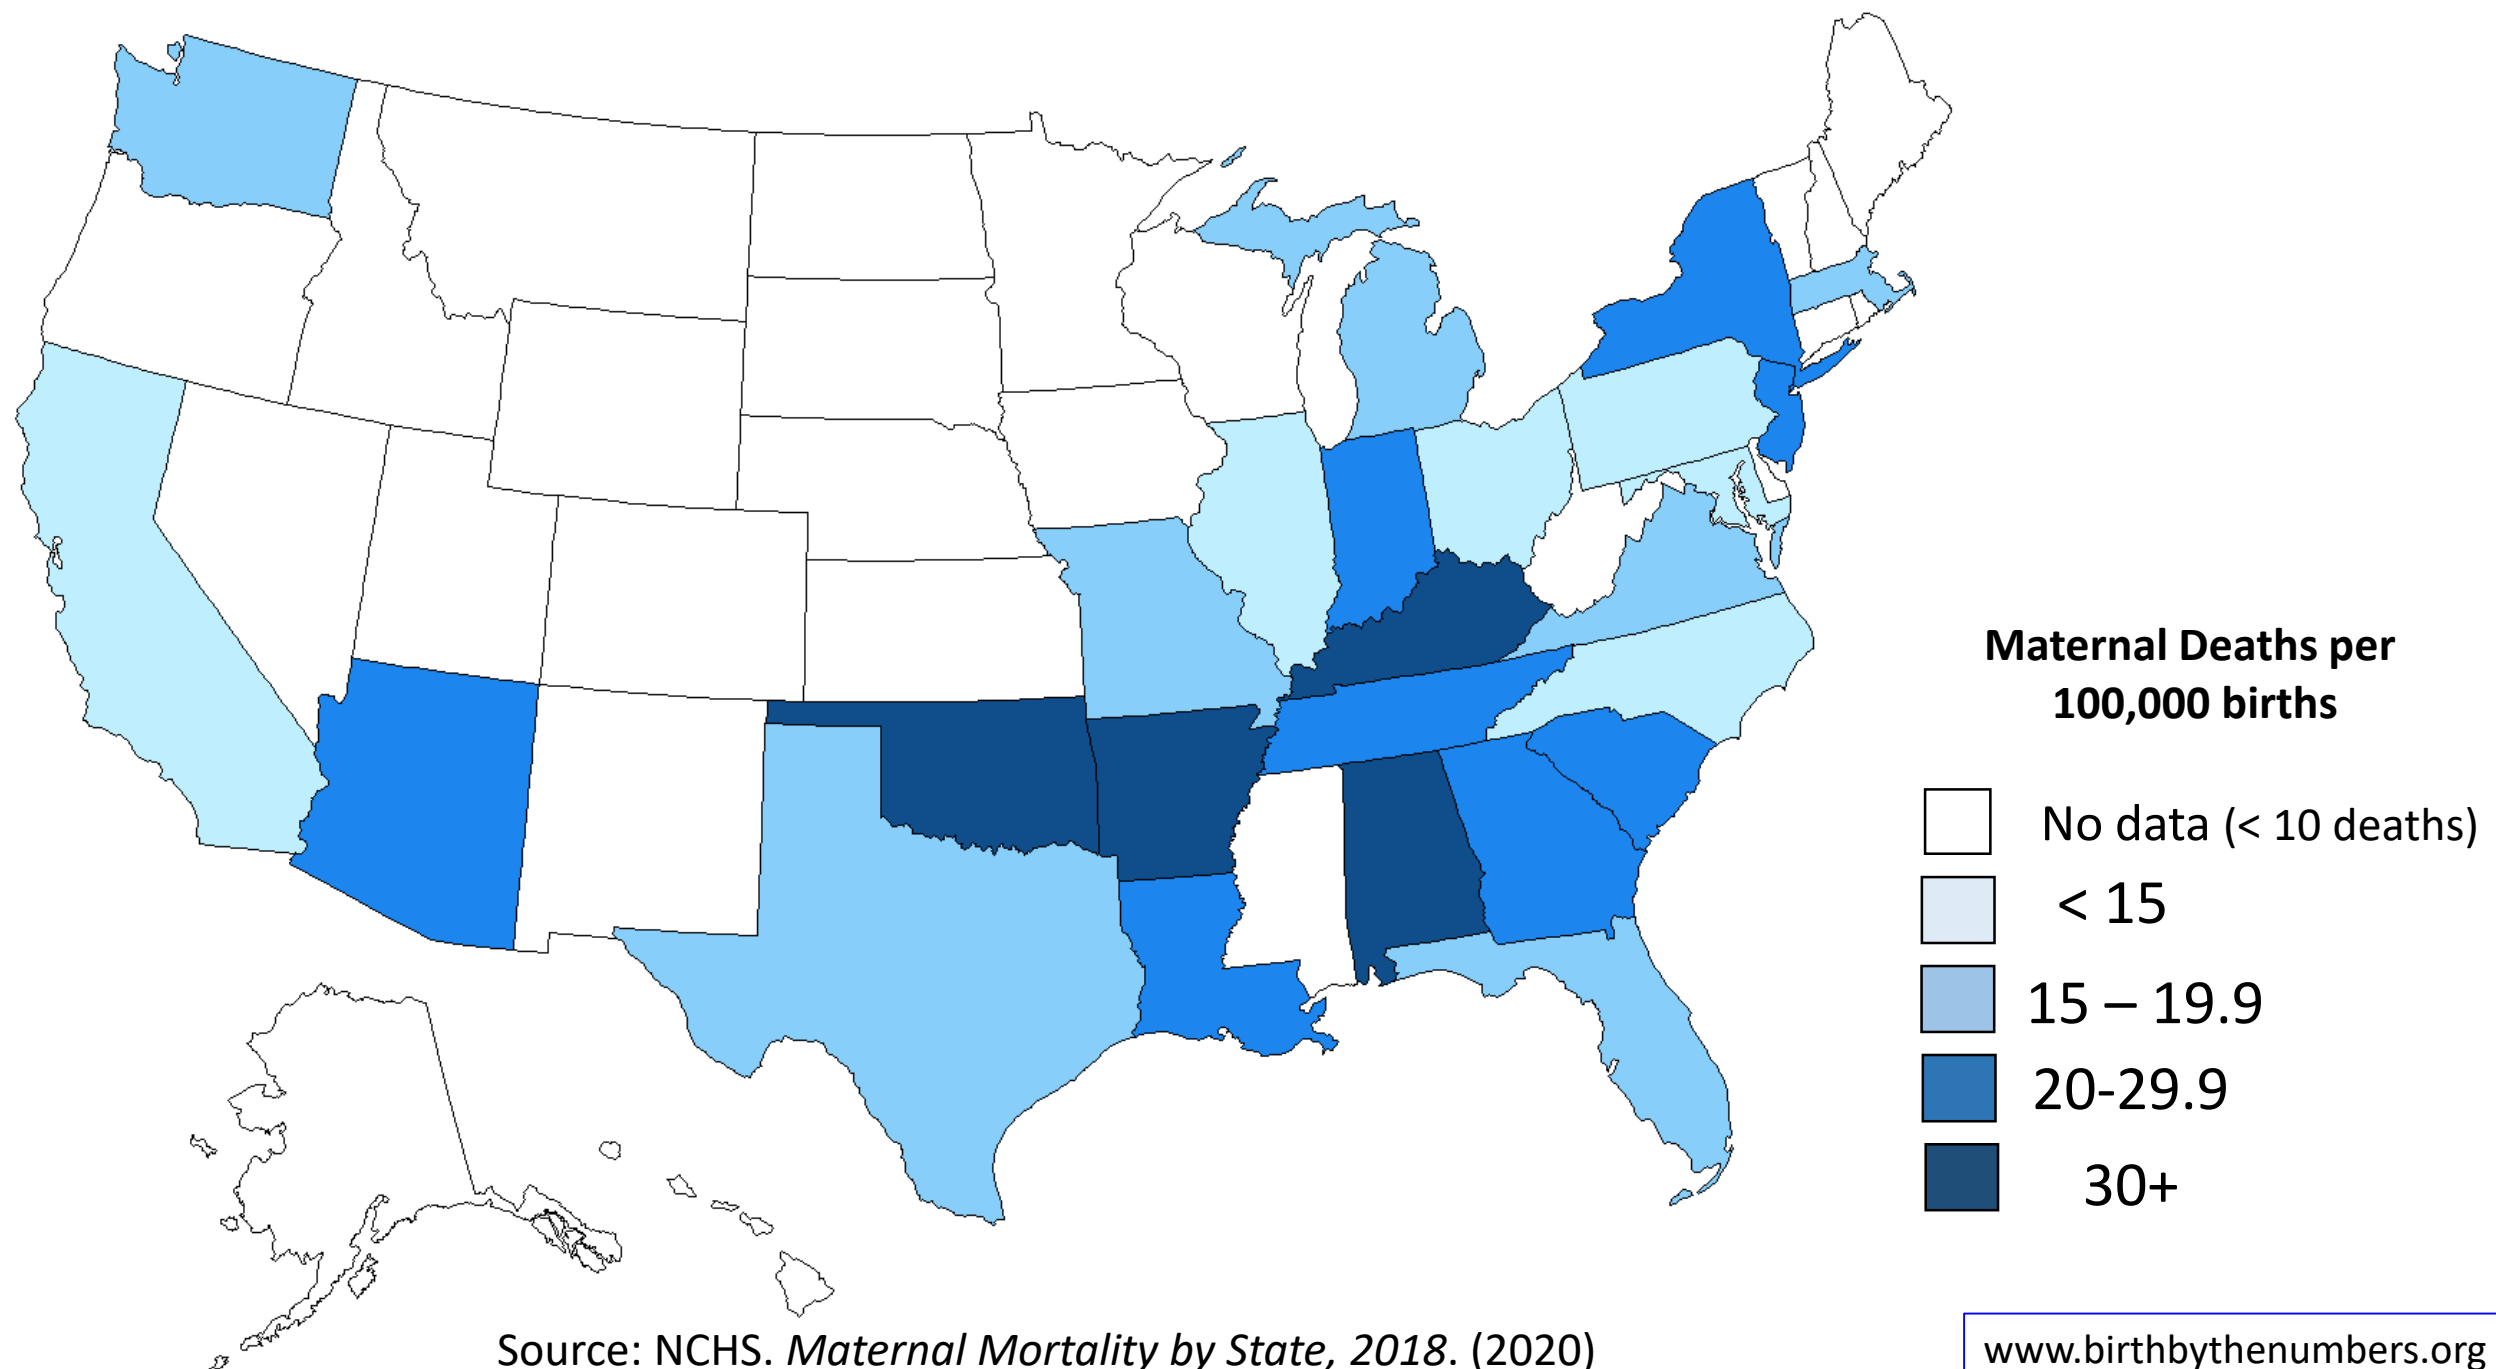 Maternal Deaths per
100,000 births
No data (< 10 deaths)
< 15
15 – 19.9
20-29.9
30+
Source: NCHS. Maternal Mortality by State, 2018. (2020)
www.birthbythenumbers.org